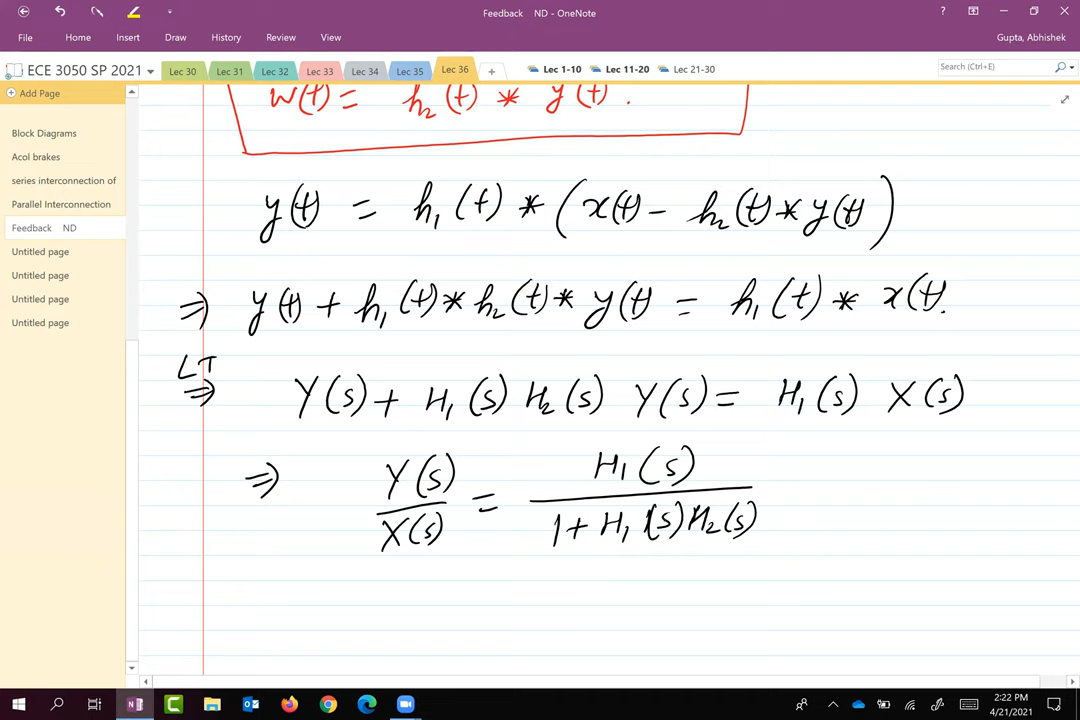 Feedback ND - OneNote
File Home Insert Draw History Review View
Gupta, Abhishek
ECE 3050 SP 2021
Lec 30 Lec 31 Lec 32 Lec 33 Lec 34 Lec 35 Lec 36 + Lec 1-10 Lec 11-20 Lec 21-30
Search (Ctrl+E)
Add Page
Block Diagrams
Acol brakes
series interconnection of
Parallel Interconnection
Feedback ND
Untitled page
Untitled page
Untitled page
Untitled page
w(t) = h₂(t) * y(t).
y(t) = h₁(t) * (x(t) - h₂(t) * y(t))
⇒ y(t) + h₁(t) * h₂(t) * y(t) = h₁(t) * x(t).
LT
⇒ Y(s) + H₁(s) H₂(s) Y(s) = H₁(s) X(s)
⇒ Y(s)/X(s) = H₁(s)/(1 + H₁(s)H₂(s))
2:22 PM
4/21/2021